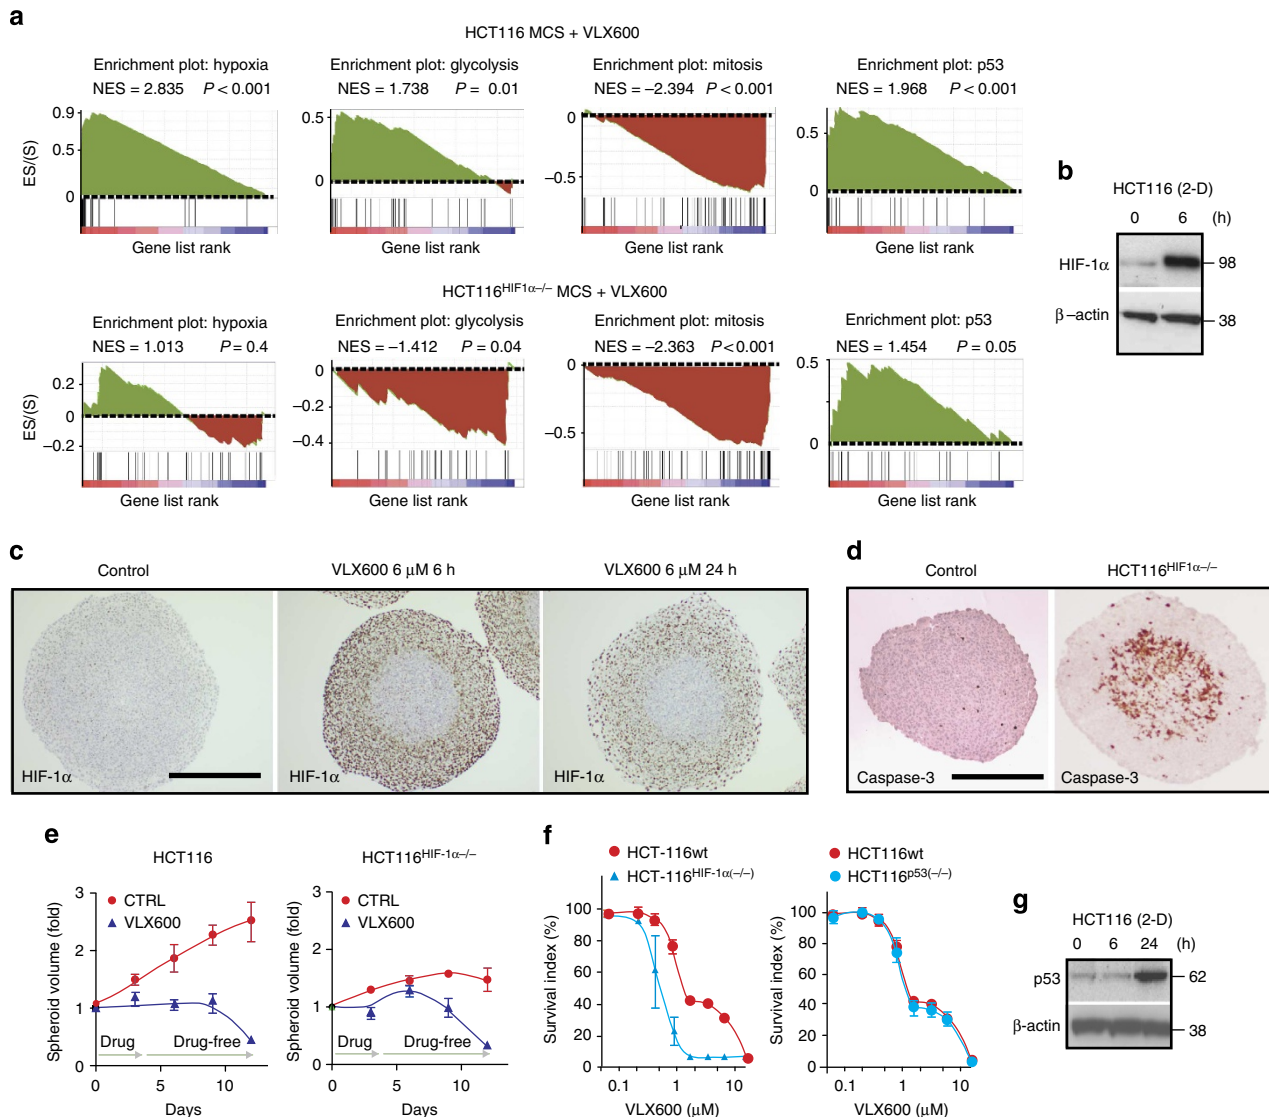 a
HCT116 MCS + VLX600
Enrichment plot: hypoxia
NES = 2.835 P < 0.001
Enrichment plot: glycolysis
NES = 1.738 P = 0.01
Enrichment plot: mitosis
NES = −2.394 P < 0.001
Enrichment plot: p53
NES = 1.968 P < 0.001
ES/(S)
0.9
0.5
0
0.5
0
0
−0.5
0.5
0
Gene list rank
Gene list rank
Gene list rank
Gene list rank
HCT116HIF1α−/− MCS + VLX600
Enrichment plot: hypoxia
NES = 1.013 P = 0.4
Enrichment plot: glycolysis
NES = −1.412 P = 0.04
Enrichment plot: mitosis
NES = −2.363 P < 0.001
Enrichment plot: p53
NES = 1.454 P = 0.05
ES/(S)
0.2
0
−0.2
0
−0.2
−0.4
0
−0.5
0.5
0
Gene list rank
Gene list rank
Gene list rank
Gene list rank
b
HCT116 (2-D)
0 6 (h)
HIF-1α
98
β−actin
38
c
Control
VLX600 6 μM 6 h
VLX600 6 μM 24 h
HIF-1α
HIF-1α
HIF-1α
d
Control
HCT116HIF1α−/−
Caspase-3
Caspase-3
e
HCT116
Spheroid volume (fold)
3
2
1
0
CTRL
VLX600
Drug
Drug-free
0 5 10
Days
HCT116HIF-1α−/−
Spheroid volume (fold)
3
2
1
0
CTRL
VLX600
Drug
Drug-free
0 5 10
Days
f
HCT-116wt
HCT-116HIF-1α(−/−)
Survival index (%)
100
80
60
40
20
0
0.1 1 10
VLX600 (μM)
HCT116wt
HCT116p53(−/−)
Survival index (%)
100
80
60
40
20
0
0.1 1 10
VLX600 (μM)
g
HCT116 (2-D)
0 6 24 (h)
p53
62
β-actin
38